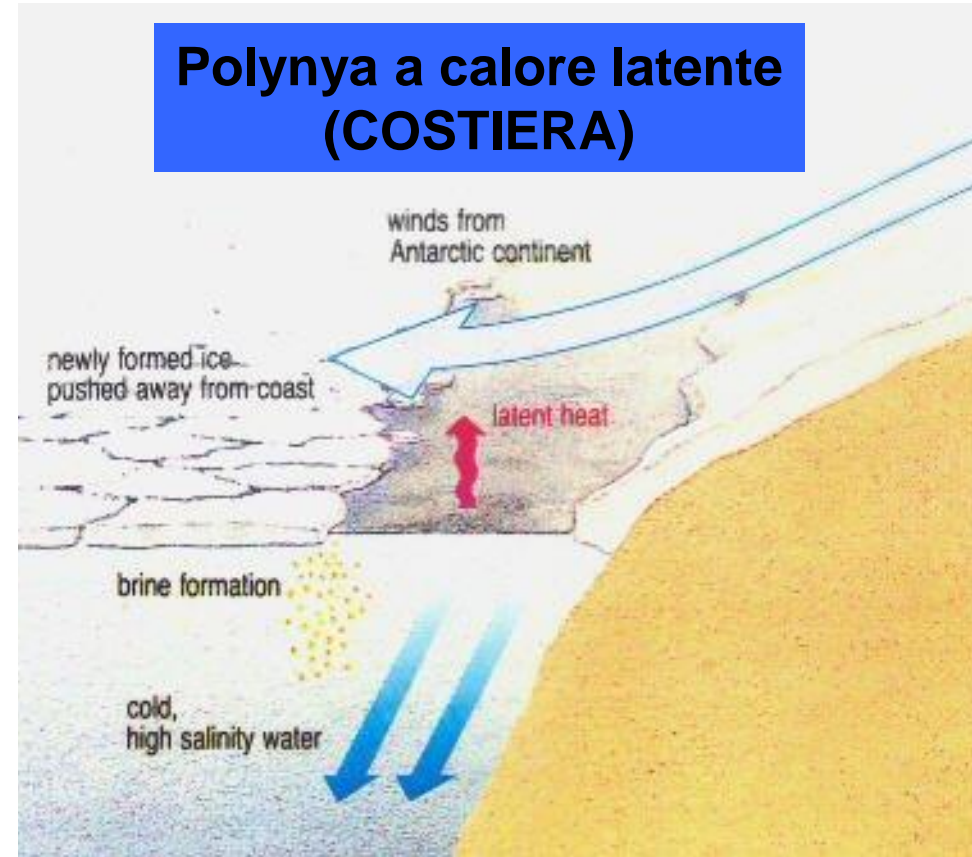 Polynya a calore latente
(COSTIERA)
winds from
Antarctic continent
newly formed ice
pushed away from coast
latent heat
brine formation
cold,
high salinity water